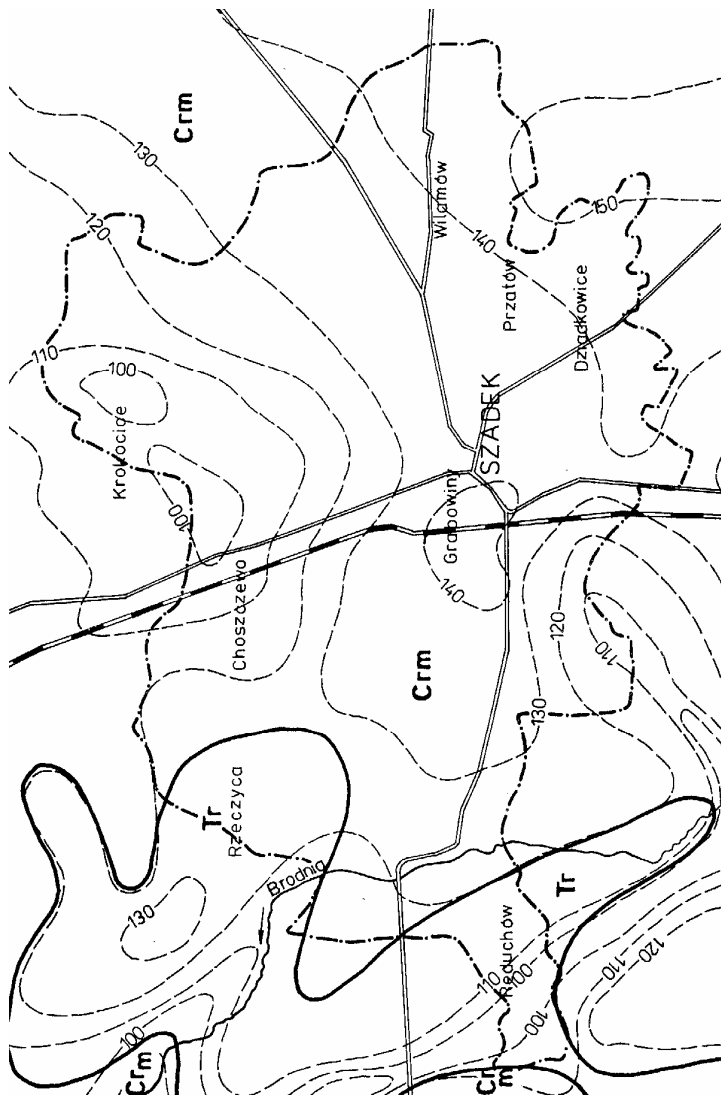 Crm
130
120
110
100
Krokocice
100
Choszczewo
Wilamów
140
150
Przatów
Dziadkowice
SZADEK
Grabowiny
140
Crm
120
110
130
Tr
Rzeczyca
Brodnia
130
Tr
Reduchów
110
100
100
110
120
100
Crm
Crm